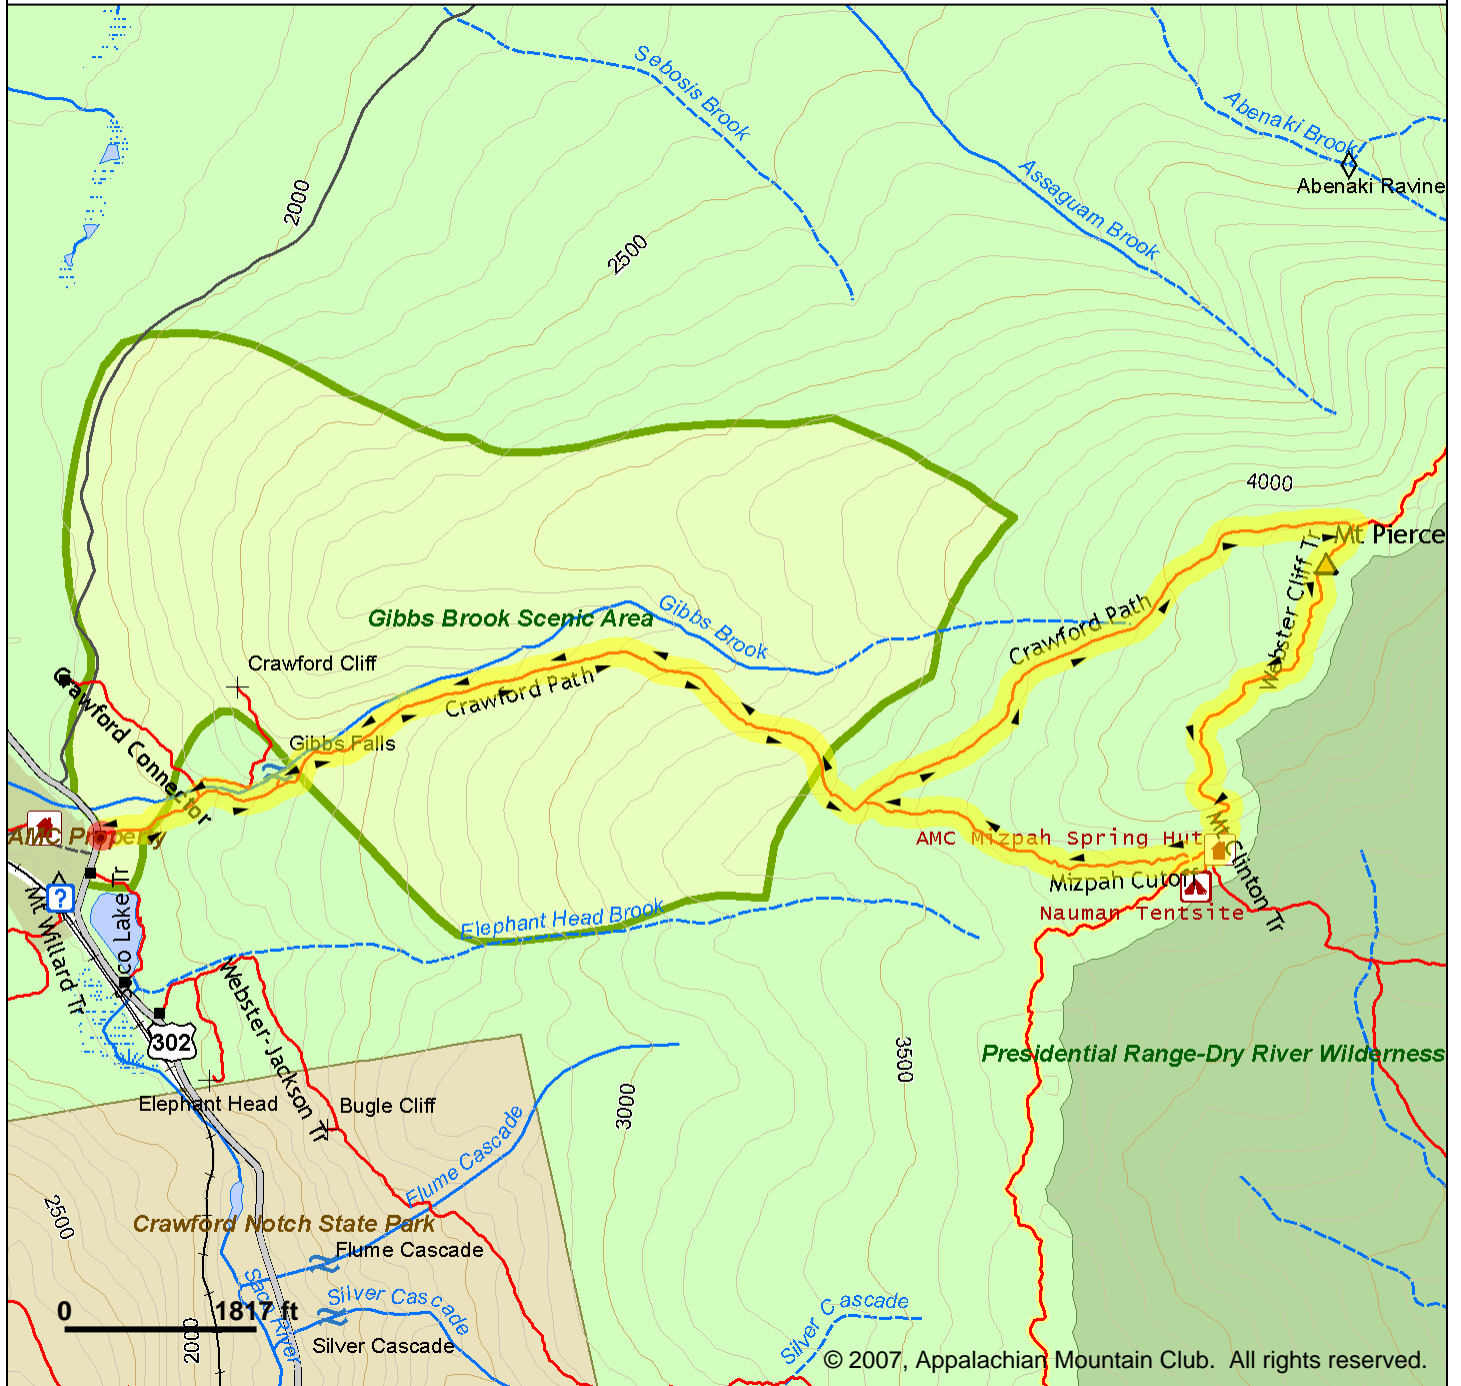 Sebosis Brook
Abenaki Brook
Abenaki Ravine
Assaguam Brook
2000
2500
4000
Mt Pierce
Webster Cliff Tr
Gibbs Brook Scenic Area
Gibbs Brook
Crawford Path
Crawford Cliff
Crawford Path
Crawford Connector
Gibbs Falls
AMC Property
AMC Mizpah Spring Hut
Mt Clinton Tr
Mizpah Cutoff
Nauman Tentsite
?
Mt Willard Tr
Saco Lake Tr
Elephant Head Brook
Webster-Jackson Tr
302
Presidential Range-Dry River Wilderness
3500
3000
Elephant Head
Bugle Cliff
Flume Cascade
2500
Crawford Notch State Park
Flume Cascade
Saco River
Silver Cascade
Silver Cascade
Silver Cascade
0 1817 ft
2000
© 2007, Appalachian Mountain Club. All rights reserved.